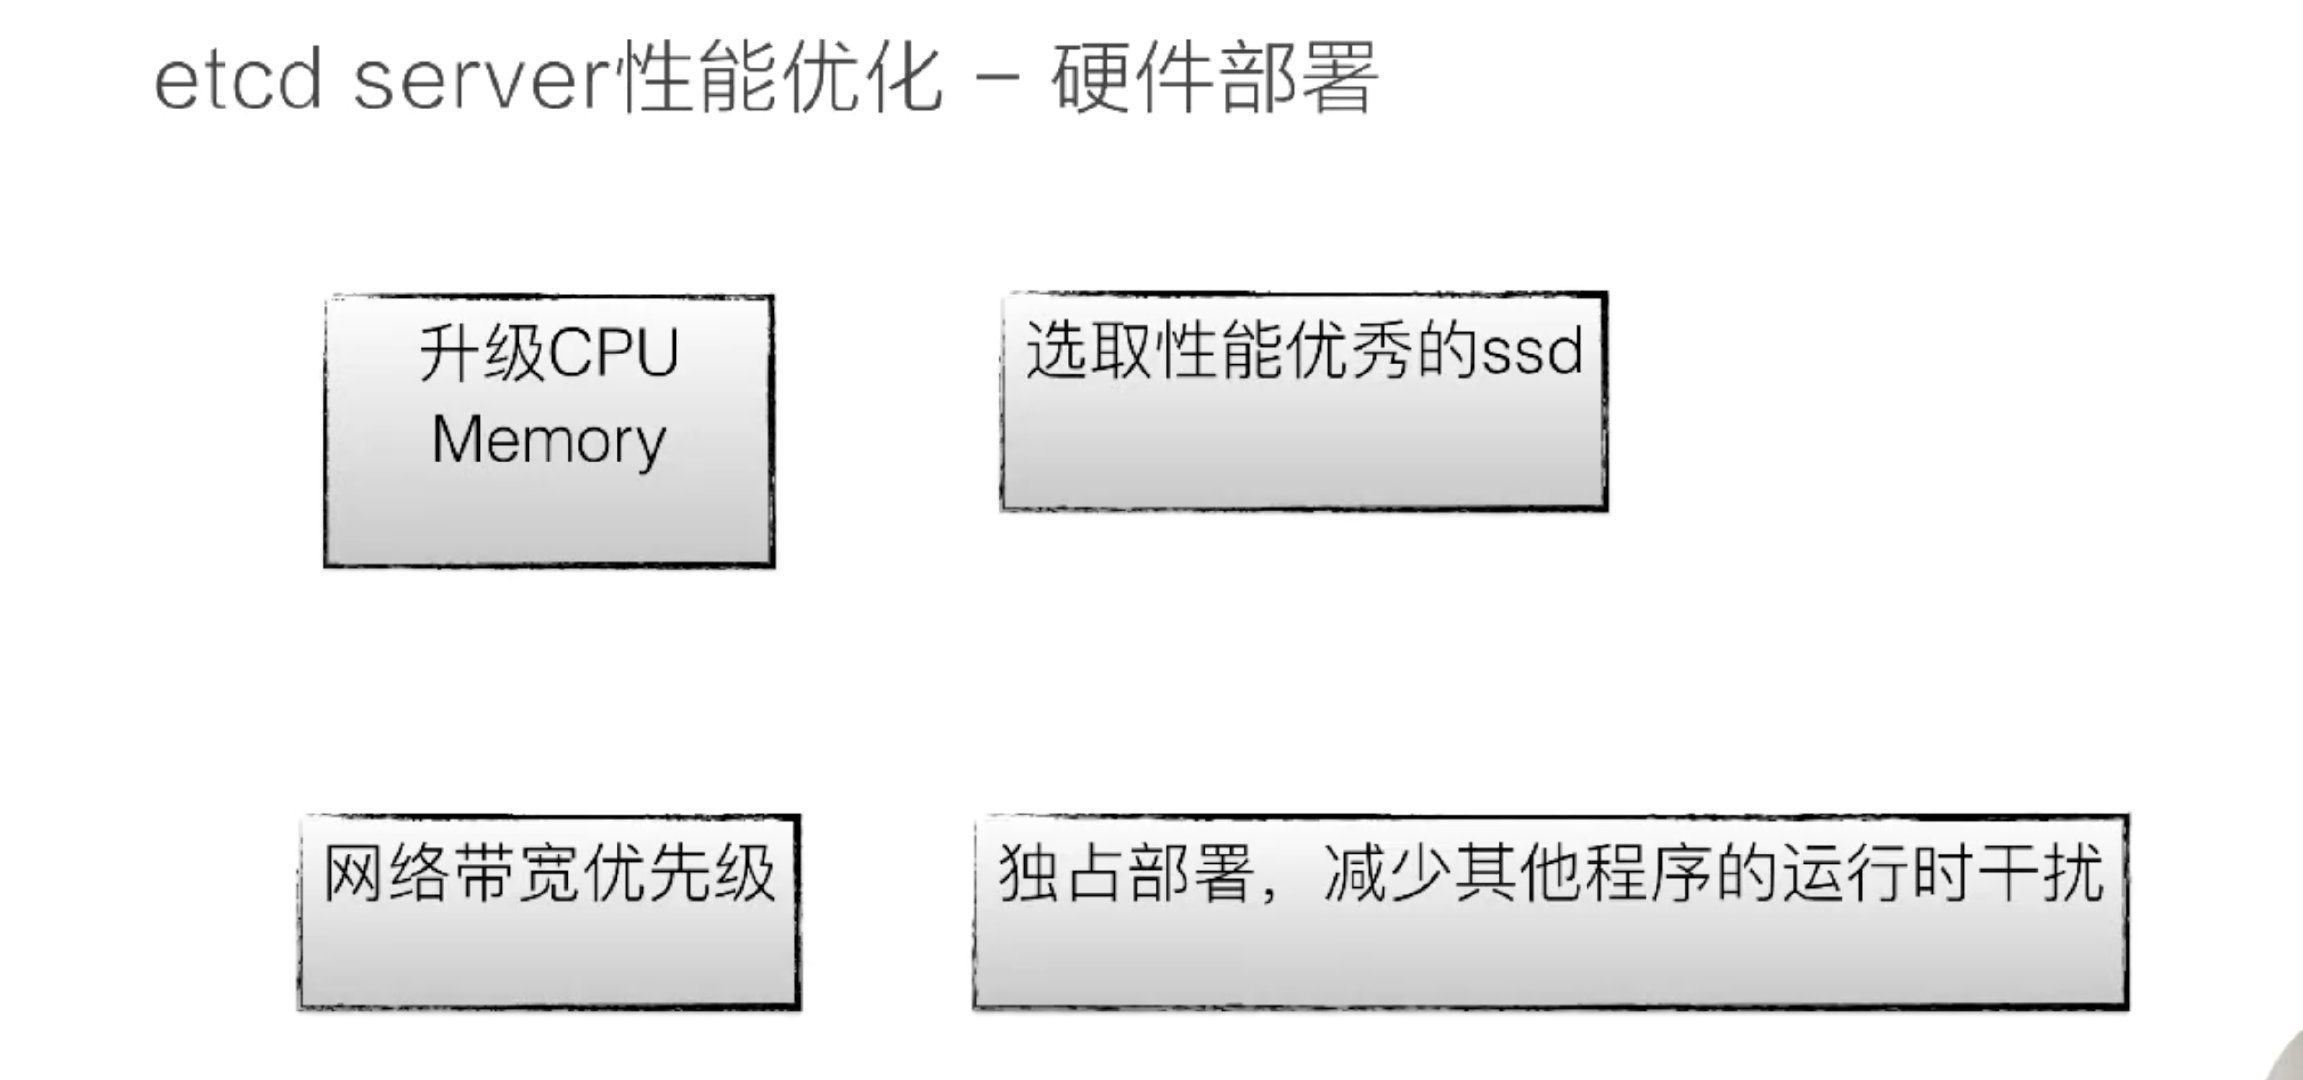 etcd server性能优化 – 硬件部署
升级CPU
Memory
选取性能优秀的ssd
网络带宽优先级
独占部署，减少其他程序的运行时干扰